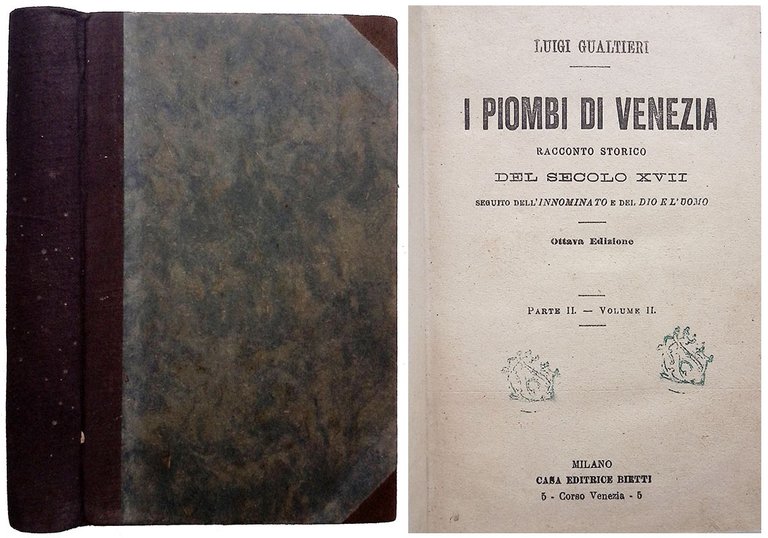 LUIGI GUALTIERI
I PIOMBI DI VENEZIA
RACCONTO STORICO
DEL SECOLO XVII
SEGUITO DELL'INNOMINATO E DEL DIO E L'UOMO
Ottava Edizione
PARTE II. — VOLUME II.
MILANO
CASA EDITRICE BIETTI
5 - Corso Venezia - 5